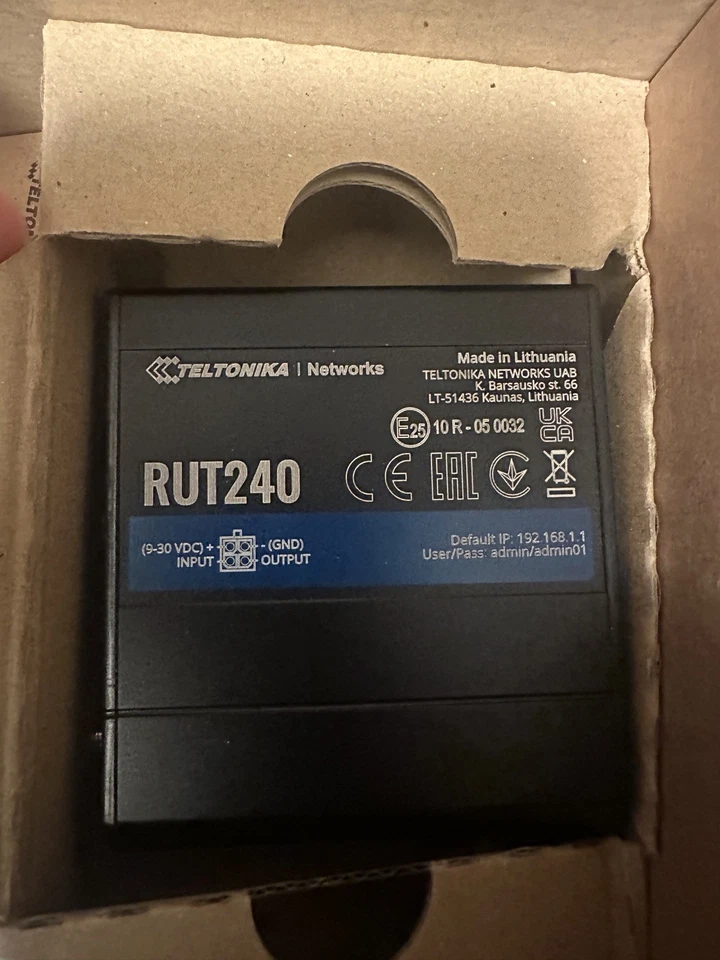 TELTONIKA | Networks
Made in Lithuania
TELTONIKA NETWORKS UAB
K. Barsausko st. 66
LT-51436 Kaunas, Lithuania
E25 10 R - 05 0032
UK
CA
RUT240
CE EAC
(9-30 VDC) + - (GND)
INPUT OUTPUT
Default IP: 192.168.1.1
User/Pass: admin/admin01